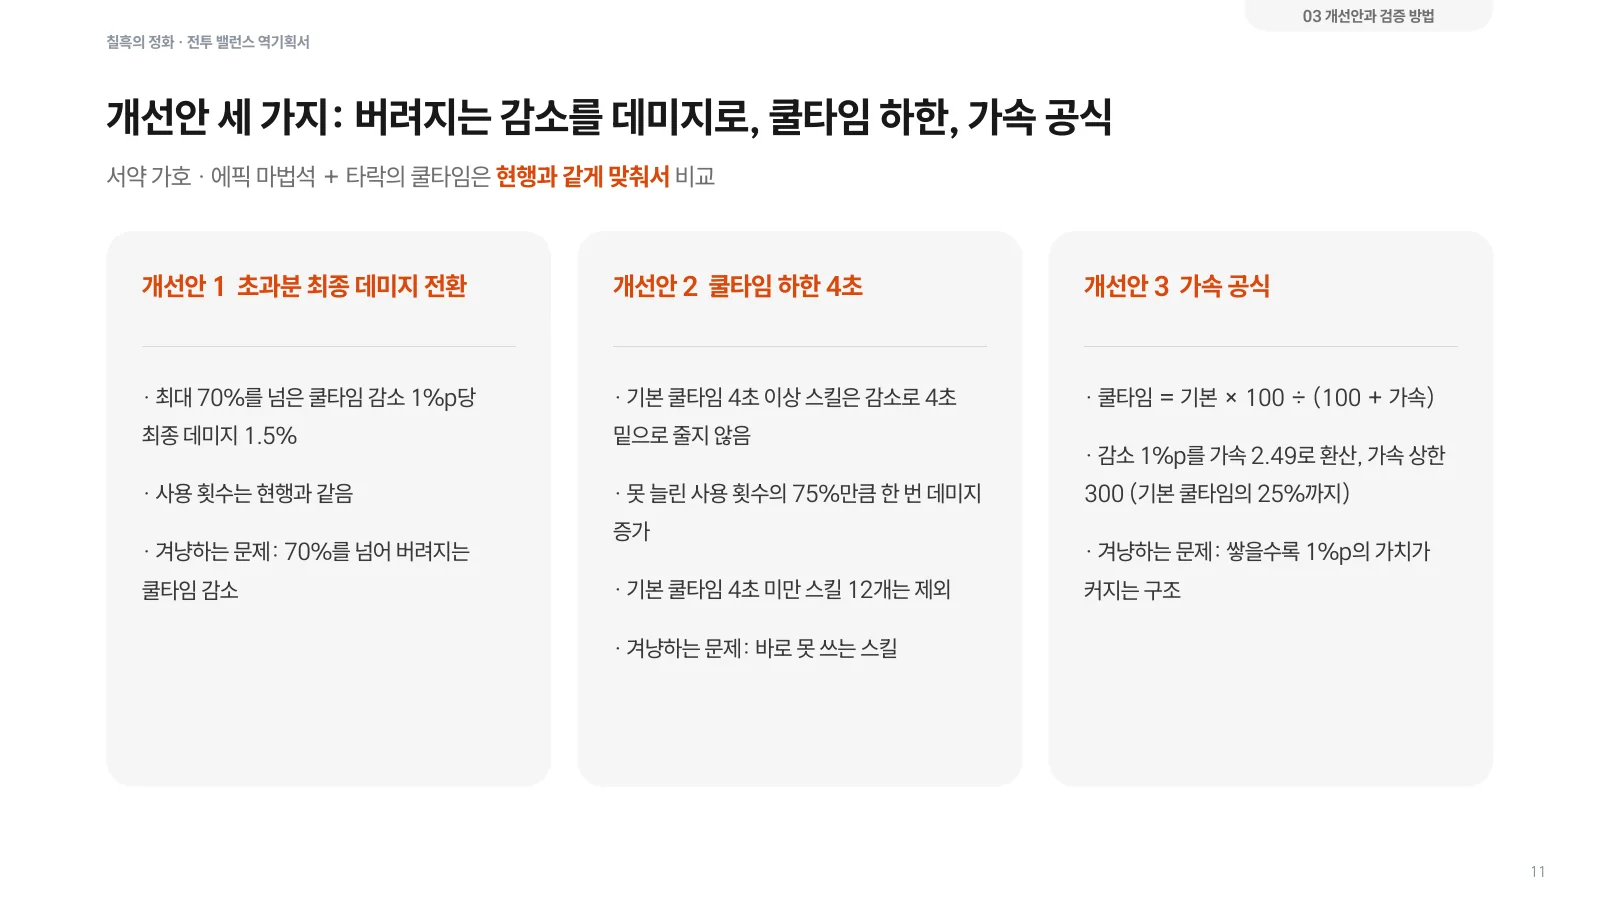 03 개선안과 검증 방법
칠흑의 정화 · 전투 밸런스 역기획서
개선안 세 가지: 버려지는 감소를 데미지로, 쿨타임 하한, 가속 공식
서약 가호 · 에픽 마법석 + 타락의 쿨타임은 현행과 같게 맞춰서 비교
개선안 1 초과분 최종 데미지 전환
· 최대 70%를 넘은 쿨타임 감소 1%p당
최종 데미지 1.5%
· 사용 횟수는 현행과 같음
· 겨냥하는 문제: 70%를 넘어 버려지는
쿨타임 감소
개선안 2 쿨타임 하한 4초
· 기본 쿨타임 4초 이상 스킬은 감소로 4초
밑으로 줄지 않음
· 못 늘린 사용 횟수의 75%만큼 한 번 데미지
증가
· 기본 쿨타임 4초 미만 스킬 12개는 제외
· 겨냥하는 문제: 바로 못 쓰는 스킬
개선안 3 가속 공식
· 쿨타임 = 기본 × 100 ÷ (100 + 가속)
· 감소 1%p를 가속 2.49로 환산, 가속 상한
300 (기본 쿨타임의 25%까지)
· 겨냥하는 문제: 쌓을수록 1%p의 가치가
커지는 구조
11